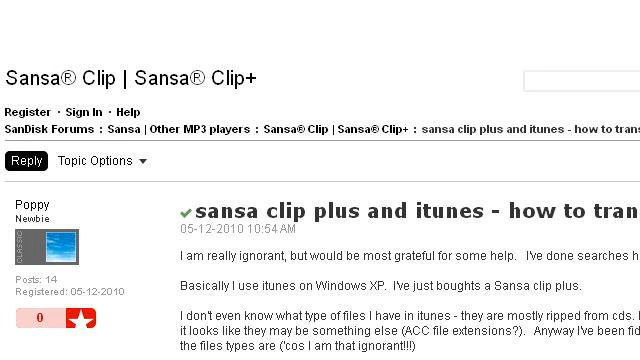 Sansa® Clip | Sansa® Clip+
Register · Sign In · Help
SanDisk Forums : Sansa | Other MP3 players : Sansa® Clip | Sansa® Clip+ : sansa clip plus and itunes - how to trans
Reply Topic Options
Poppy
Newbie
CLASSIC
Posts: 14
Registered: 05-12-2010
0
sansa clip plus and itunes - how to tran
05-12-2010 10:54 AM
I am really ignorant, but would be most grateful for some help. I've done searches h
Basically I use itunes on Windows XP. I've just boughts a Sansa clip plus.
I don't even know what type of files I have in itunes - they are mostly ripped from cds. I
it looks like they may be something else (ACC file extensions?). Anyway I've been fid
the files types are ('cos I am that ignorant!!!)